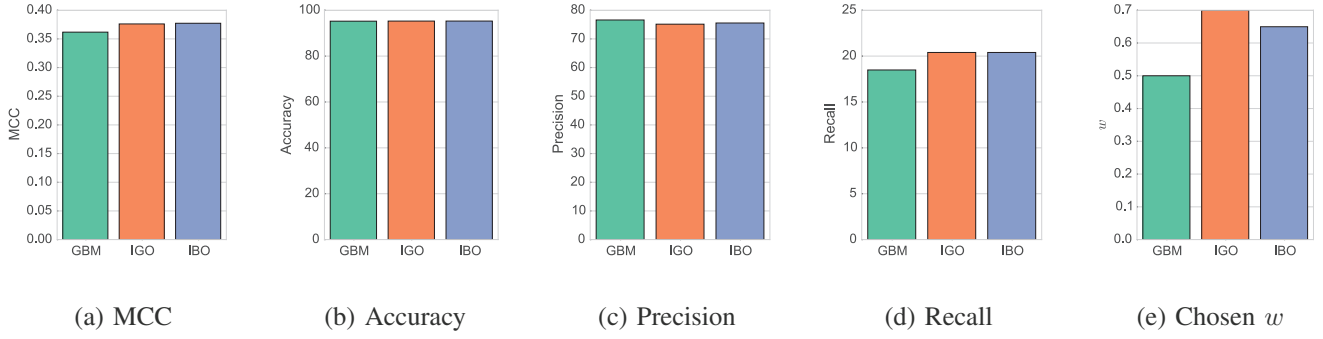 0.40
0.35
0.30
0.25
0.20
0.15
0.10
0.05
0.00
MCC
GBM IGO IBO
(a) MCC
100
80
60
40
20
0
Accuracy
GBM IGO IBO
(b) Accuracy
80
70
60
50
40
30
20
10
0
Precision
GBM IGO IBO
(c) Precision
25
20
15
10
5
0
Recall
GBM IGO IBO
(d) Recall
0.7
0.6
0.5
0.4
0.3
0.2
0.1
0.0
w
GBM IGO IBO
(e) Chosen w